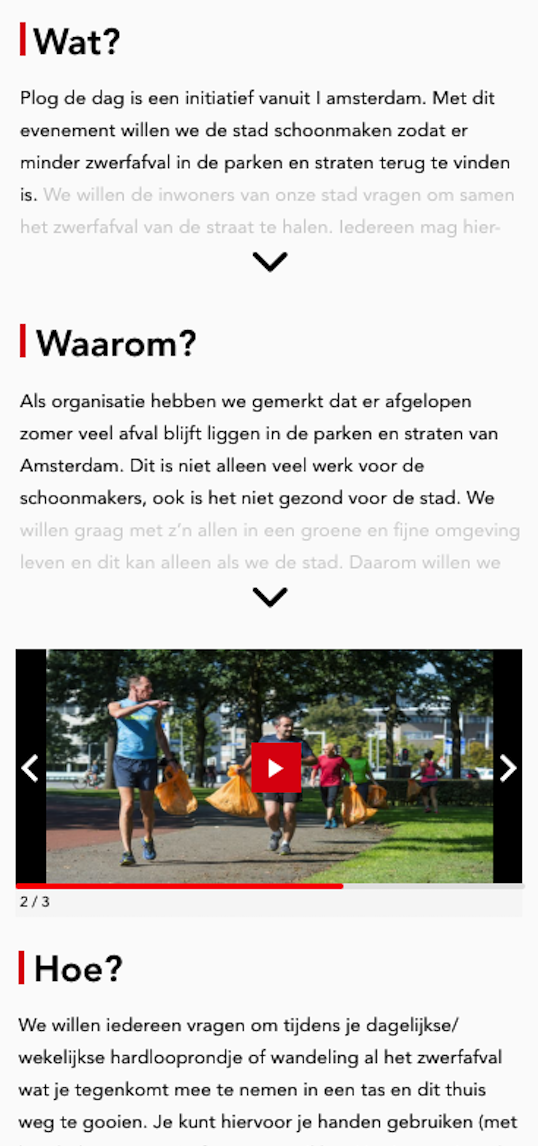 Wat?
Plog de dag is een initiatief vanuit I amsterdam. Met dit
evenement willen we de stad schoonmaken zodat er
minder zwerfafval in de parken en straten terug te vinden
is. We willen de inwoners van onze stad vragen om samen
het zwerfafval van de straat te halen. Iedereen mag hier-
Waarom?
Als organisatie hebben we gemerkt dat er afgelopen
zomer veel afval blijft liggen in de parken en straten van
Amsterdam. Dit is niet alleen veel werk voor de
schoonmakers, ook is het niet gezond voor de stad. We
willen graag met z’n allen in een groene en fijne omgeving
leven en dit kan alleen als we de stad. Daarom willen we
2 / 3
Hoe?
We willen iedereen vragen om tijdens je dagelijkse/
wekelijkse hardlooprondje of wandeling al het zwerfafval
wat je tegenkomt mee te nemen in een tas en dit thuis
weg te gooien. Je kunt hiervoor je handen gebruiken (met